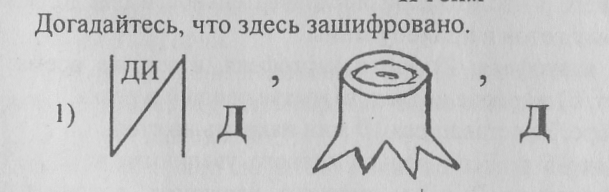 Догадайтесь, что здесь зашифровано.
1) И ДИ , Д , Д